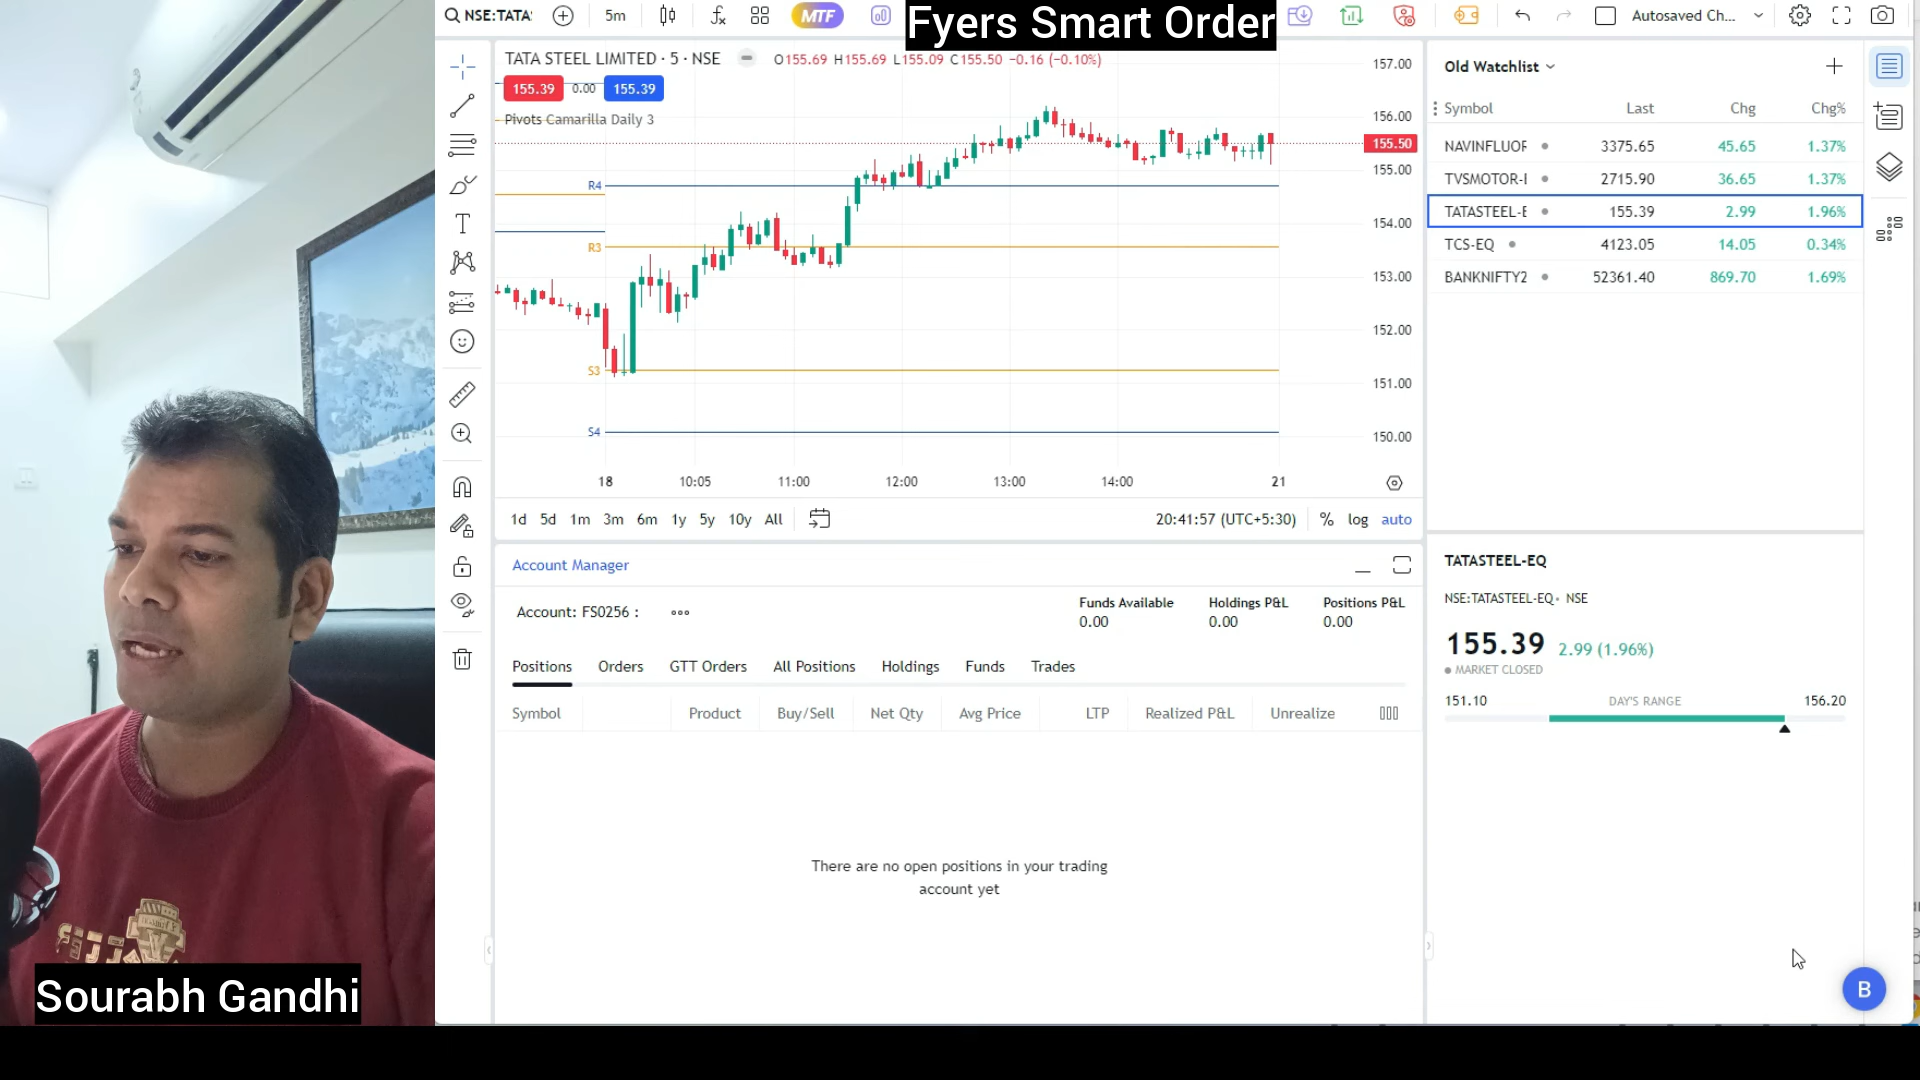 NSE:TATA
5m
MTF
Fyers Smart Order
Autosaved Ch...
TATA STEEL LIMITED · 5 · NSE
O155.69 H155.69 L155.09 C155.50 −0.16 (−0.10%)
155.39 0.00 155.39
Pivots Camarilla Daily 3
157.00
156.00
155.50
155.00
154.00
153.00
152.00
151.00
150.00
R4
R3
S3
S4
18 10:05 11:00 12:00 13:00 14:00 21
1d 5d 1m 3m 6m 1y 5y 10y All
20:41:57 (UTC+5:30) % log auto
Account Manager
Account: FS0256 :
Funds Available Holdings P&L Positions P&L
0.00 0.00 0.00
Positions Orders GTT Orders All Positions Holdings Funds Trades
Symbol Product Buy/Sell Net Qty Avg Price LTP Realized P&L Unrealize
There are no open positions in your trading
account yet
Old Watchlist
Symbol Last Chg Chg%
NAVINFLUOR 3375.65 45.65 1.37%
TVSMOTOR-E 2715.90 36.65 1.37%
TATASTEEL-E 155.39 2.99 1.96%
TCS-EQ 4123.05 14.05 0.34%
BANKNIFTY2 52361.40 869.70 1.69%
TATASTEEL-EQ
NSE:TATASTEEL-EQ • NSE
155.39 2.99 (1.96%)
MARKET CLOSED
151.10 DAY'S RANGE 156.20
B
Sourabh Gandhi